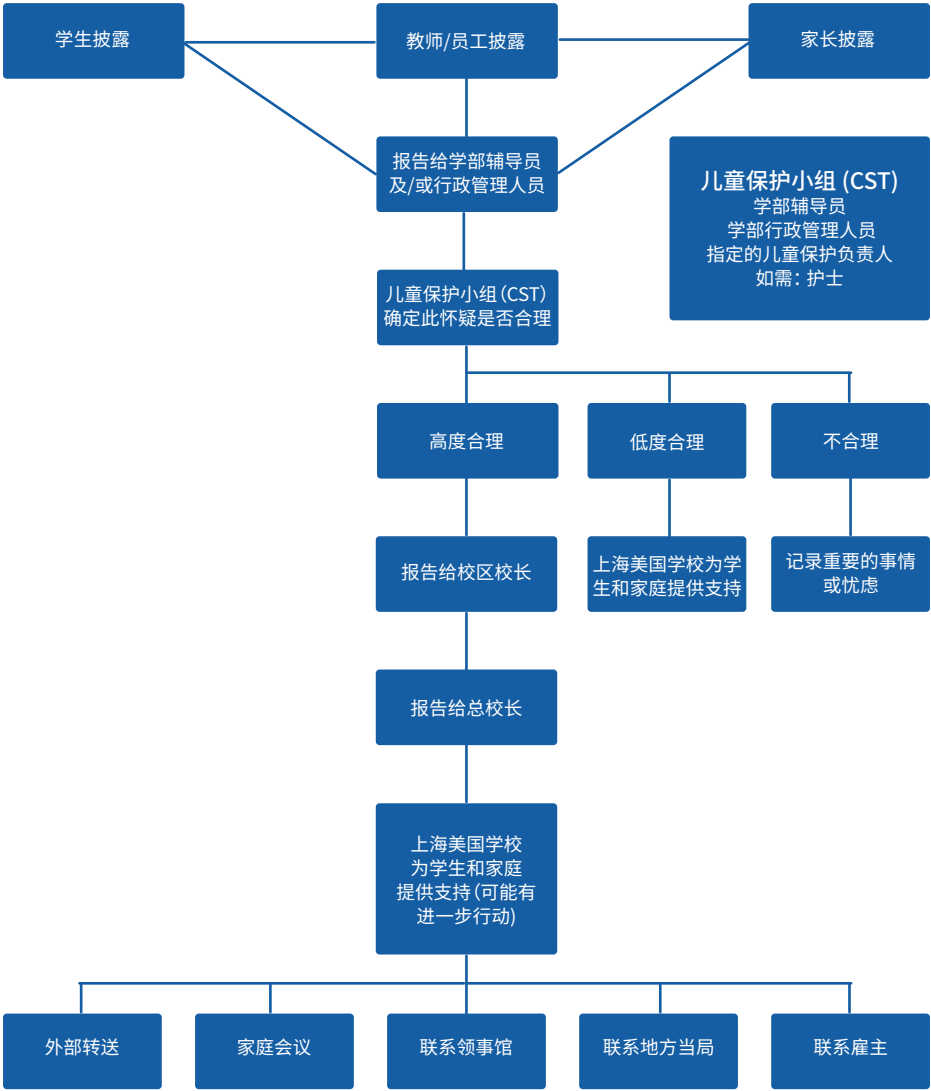 学生披露
教师/员工披露
家长披露
报告给学部辅导员
及/或行政管理人员
儿童保护小组 (CST)
学部辅导员
学部行政管理人员
指定的儿童保护负责人
如需：护士
儿童保护小组（CST）
确定此怀疑是否合理
高度合理
低度合理
不合理
报告给校区校长
上海美国学校为学
生和家庭提供支持
记录重要的事情
或忧虑
报告给总校长
上海美国学校
为学生和家庭
提供支持（可能有
进一步行动)
外部转送
家庭会议
联系领事馆
联系地方当局
联系雇主